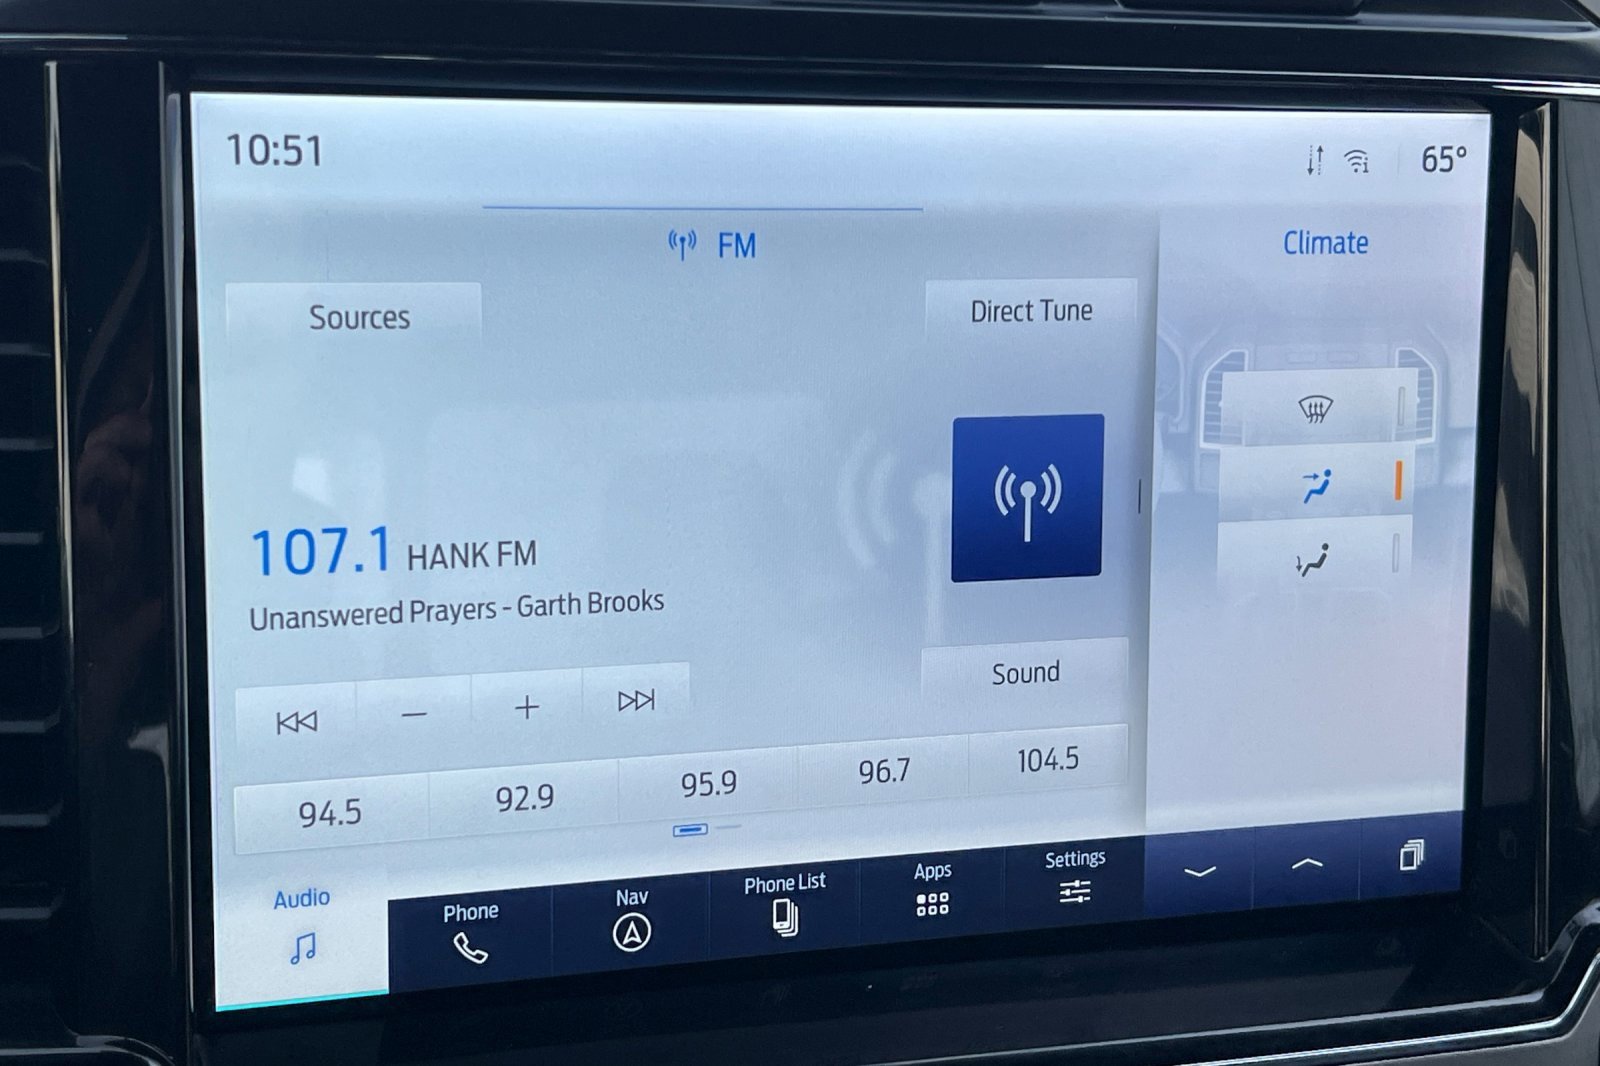 10:51
65°
FM
Climate
Sources
Direct Tune
107.1 HANK FM
Unanswered Prayers - Garth Brooks
Sound
94.5 92.9 95.9 96.7 104.5
Audio Phone Nav Phone List Apps Settings